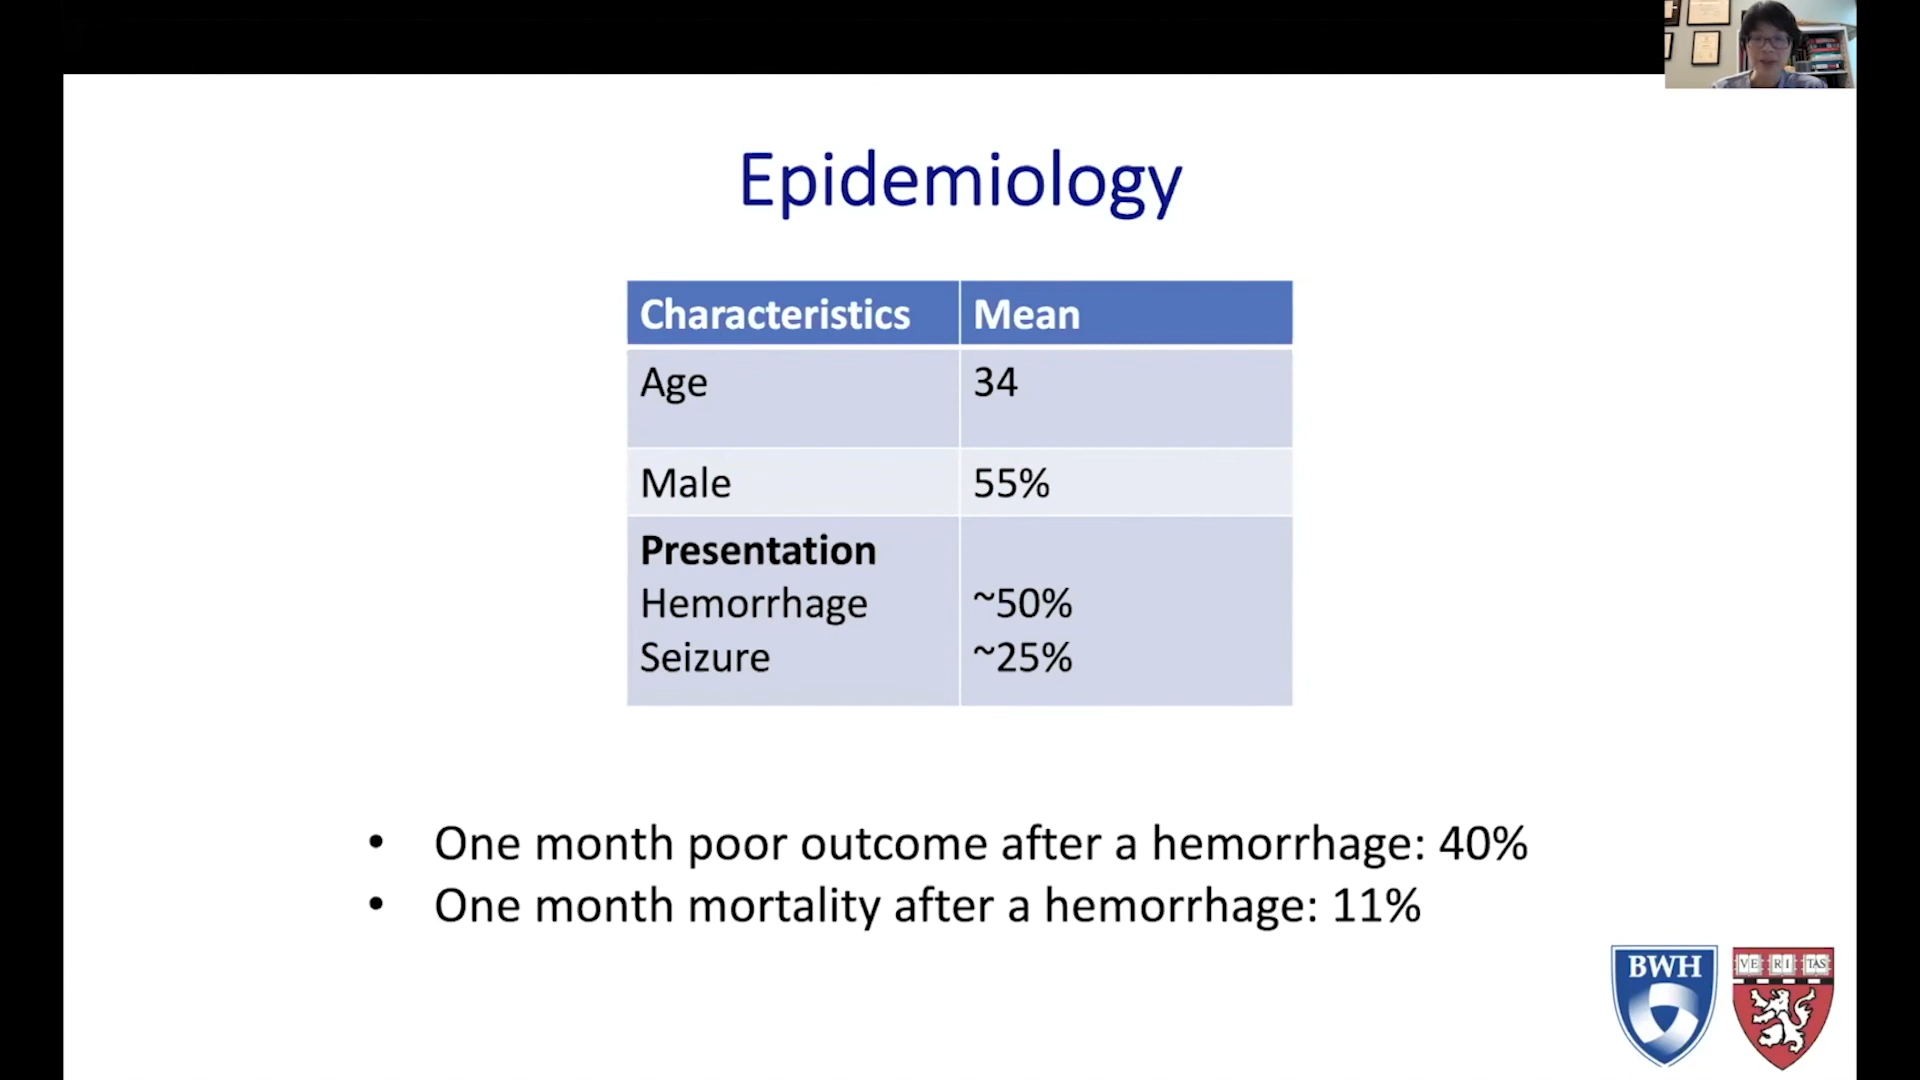 Epidemiology
Characteristics Mean
Age 34
Male 55%
Presentation
Hemorrhage ~50%
Seizure ~25%
• One month poor outcome after a hemorrhage: 40%
• One month mortality after a hemorrhage: 11%
BWH
VE RI TAS